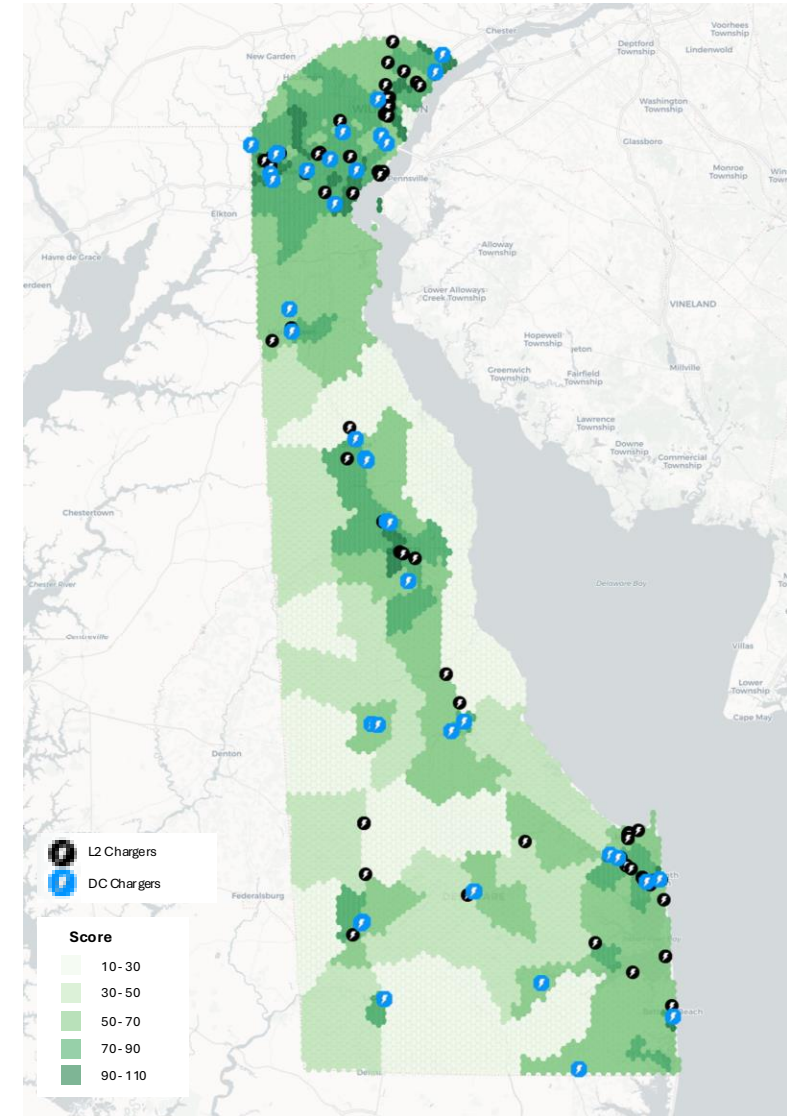 Voorhees
Township
Chester
Deptford
Township
Lindenwold
New Garden
Washington
Township
Glassboro
Monroe
Township
Pennsville
Elkton
Alloway
Township
Havre de Grace
Lower Alloways
Creek Township
VINELAND
Hopewell
Township
Millville
Greenwich
Township
Fairfield
Township
Lawrence
Township
Downe
Township
Commercial
Township
Chestertown
Chester River
Delaware Bay
Centreville
Villas
Lower
Township
Cape May
Denton
L2 Chargers
DC Chargers
Federalsburg
Score
10-30
30-50
50-70
70-90
90-110